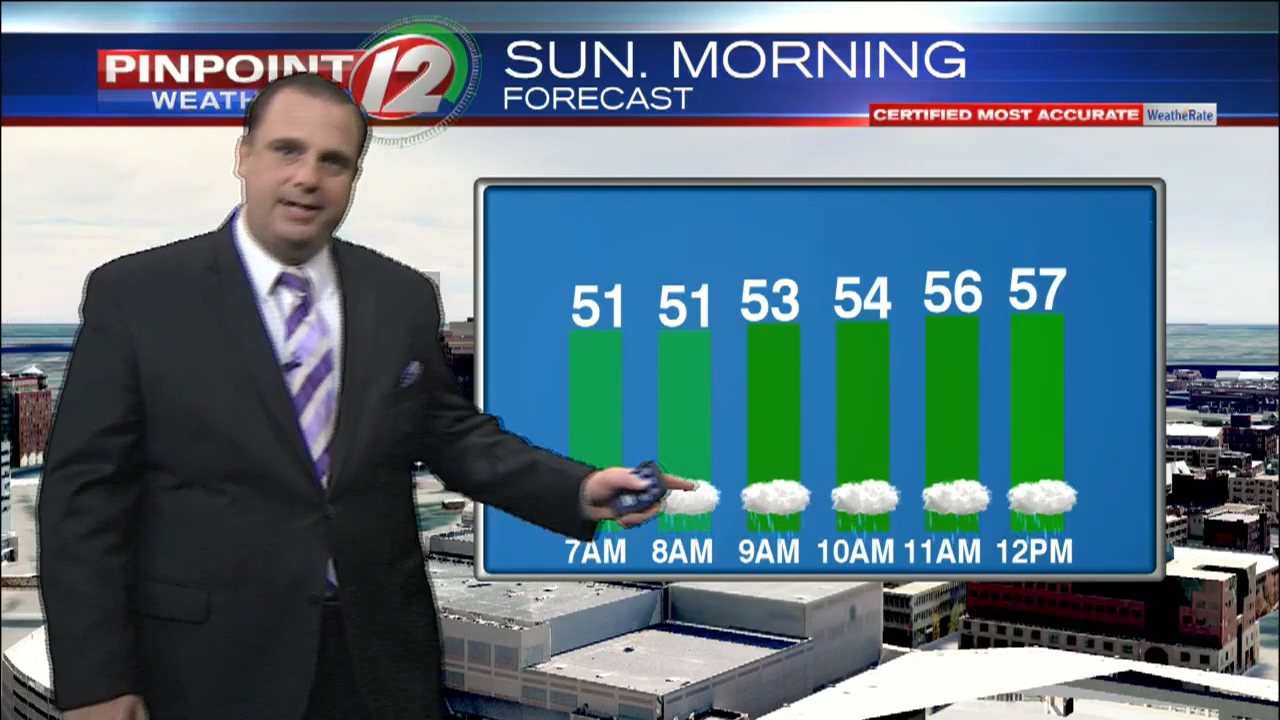 PINPOINT
WEATH
12
SUN. MORNING
FORECAST
CERTIFIED MOST ACCURATE
WeatheRate
51 51 53 54 56 57
7AM 8AM 9AM 10AM 11AM 12PM